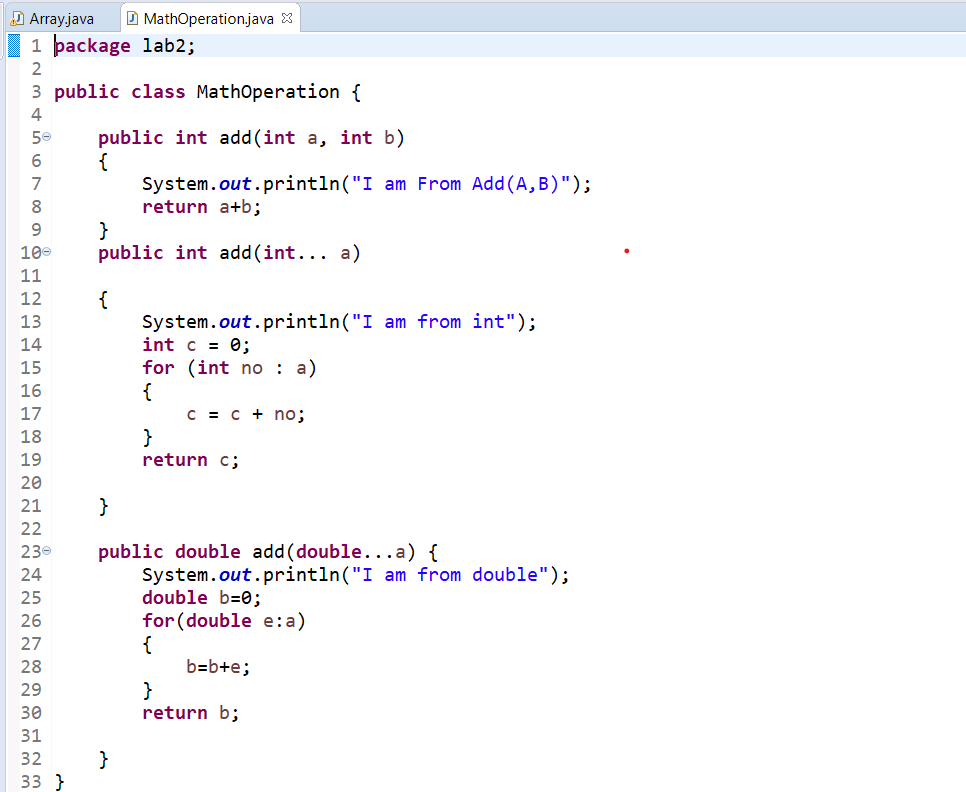 Array.java MathOperation.java
1 package lab2;
2
3 public class MathOperation {
4
5 public int add(int a, int b)
6 {
7 System.out.println("I am From Add(A,B)");
8 return a+b;
9 }
10 public int add(int... a)
11
12 {
13 System.out.println("I am from int");
14 int c = 0;
15 for (int no : a)
16 {
17 c = c + no;
18 }
19 return c;
20
21 }
22
23 public double add(double...a) {
24 System.out.println("I am from double");
25 double b=0;
26 for(double e:a)
27 {
28 b=b+e;
29 }
30 return b;
31
32 }
33 }